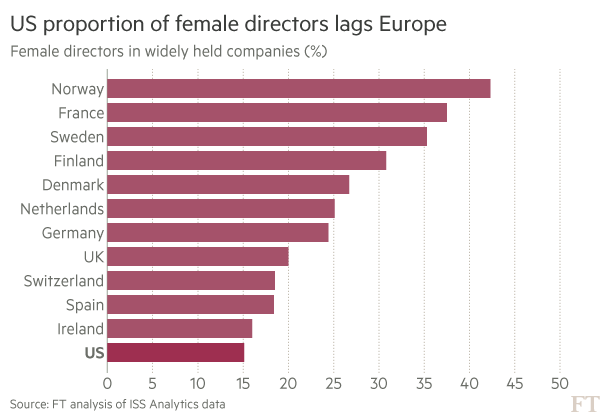 US proportion of female directors lags Europe
Female directors in widely held companies (%)
Norway
France
Sweden
Finland
Denmark
Netherlands
Germany
UK
Switzerland
Spain
Ireland
US
0 5 10 15 20 25 30 35 40 45 50
Source: FT analysis of ISS Analytics data
FT